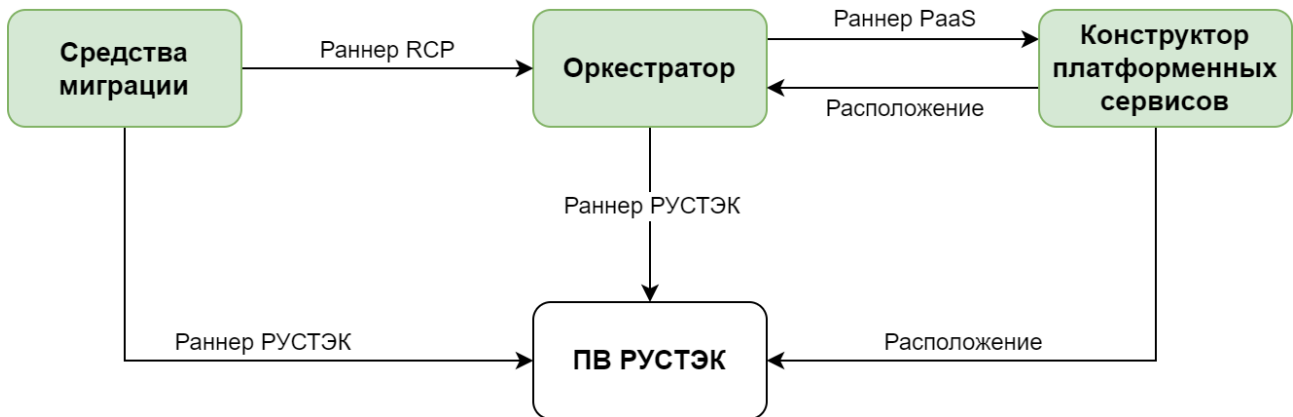 Средства
миграции
Раннер RCP
Оркестратор
Раннер PaaS
Расположение
Конструктор
платформенных
сервисов
Раннер РУСТЭК
Раннер РУСТЭК
ПВ РУСТЭК
Расположение